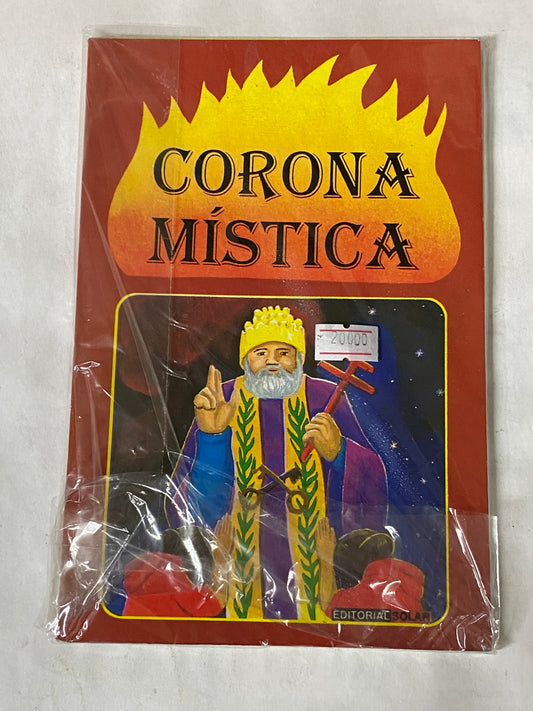 CORONA
MÍSTICA
20000
EDITORIAL SOLAR